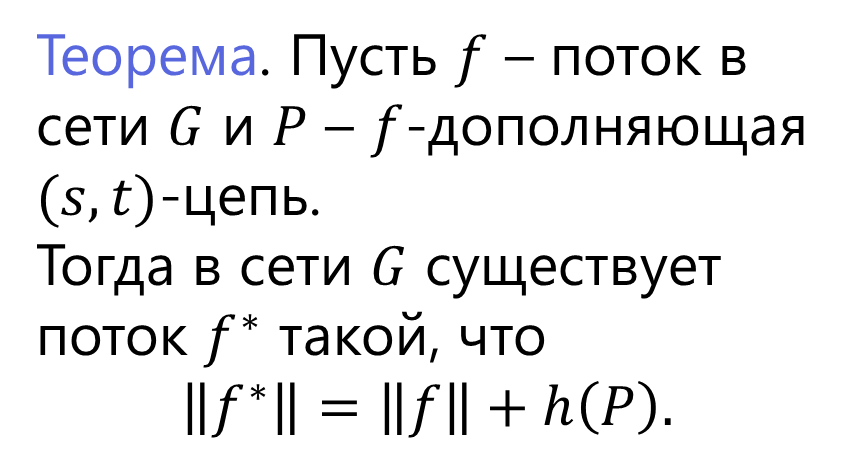 Теорема. Пусть 𝑓 – поток в
сети 𝐺 и 𝑃 – 𝑓-дополняющая
(𝑠, 𝑡)-цепь.
Тогда в сети 𝐺 существует
поток 𝑓* такой, что
‖𝑓*‖ = ‖𝑓‖ + ℎ(𝑃).